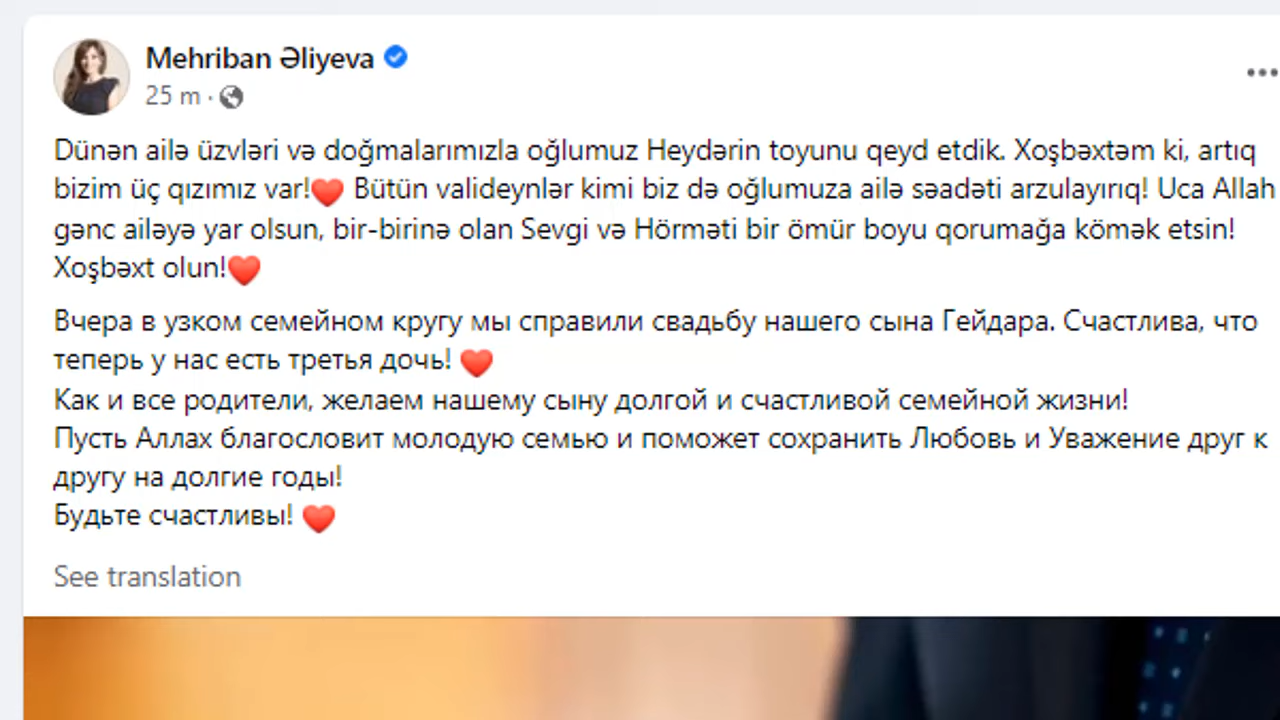 Mehriban Əliyeva
25 m ·
Dünən ailə üzvləri və doğmalarımızla oğlumuz Heydərin toyunu qeyd etdik. Xoşbəxtəm ki, artıq
bizim üç qızımız var!❤️ Bütün valideynlər kimi biz də oğlumuza ailə səadəti arzulayırıq! Uca Allah
gənc ailəyə yar olsun, bir-birinə olan Sevgi və Hörməti bir ömür boyu qorumağa kömək etsin!
Xoşbəxt olun!❤️
Вчера в узком семейном кругу мы справили свадьбу нашего сына Гейдара. Счастлива, что
теперь у нас есть третья дочь! ❤️
Как и все родители, желаем нашему сыну долгой и счастливой семейной жизни!
Пусть Аллах благословит молодую семью и поможет сохранить Любовь и Уважение друг к
другу на долгие годы!
Будьте счастливы! ❤️
See translation